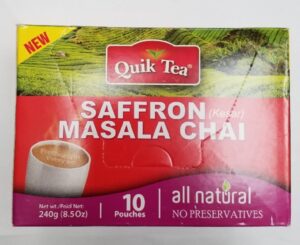 NEW
Quik Tea
SAFFRON (Kesar)
MASALA CHAI
Net wt /Poid Net:
240g (8.5Oz)
10
Pouches
all natural
NO PRESERVATIVES